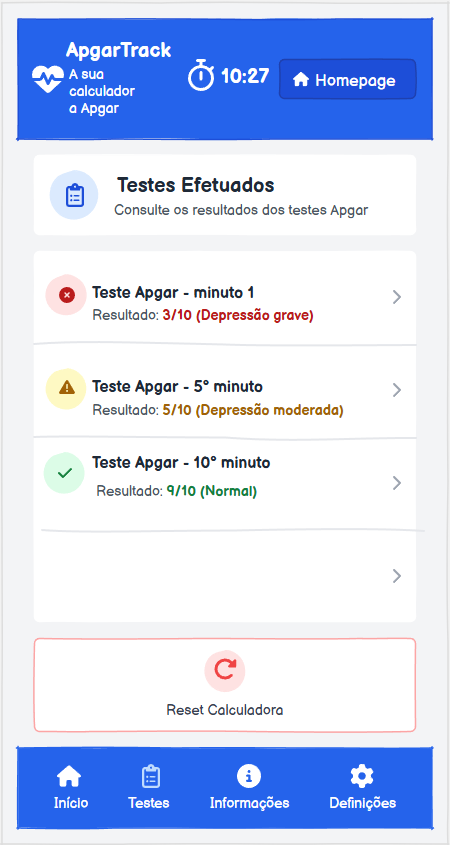 ApgarTrack
A sua
calculador
a Apgar
10:27
Homepage
Testes Efetuados
Consulte os resultados dos testes Apgar
Teste Apgar - minuto 1
Resultado: 3/10 (Depressão grave)
Teste Apgar - 5° minuto
Resultado: 5/10 (Depressão moderada)
Teste Apgar - 10° minuto
Resultado: 9/10 (Normal)
Reset Calculadora
Início
Testes
Informações
Definições